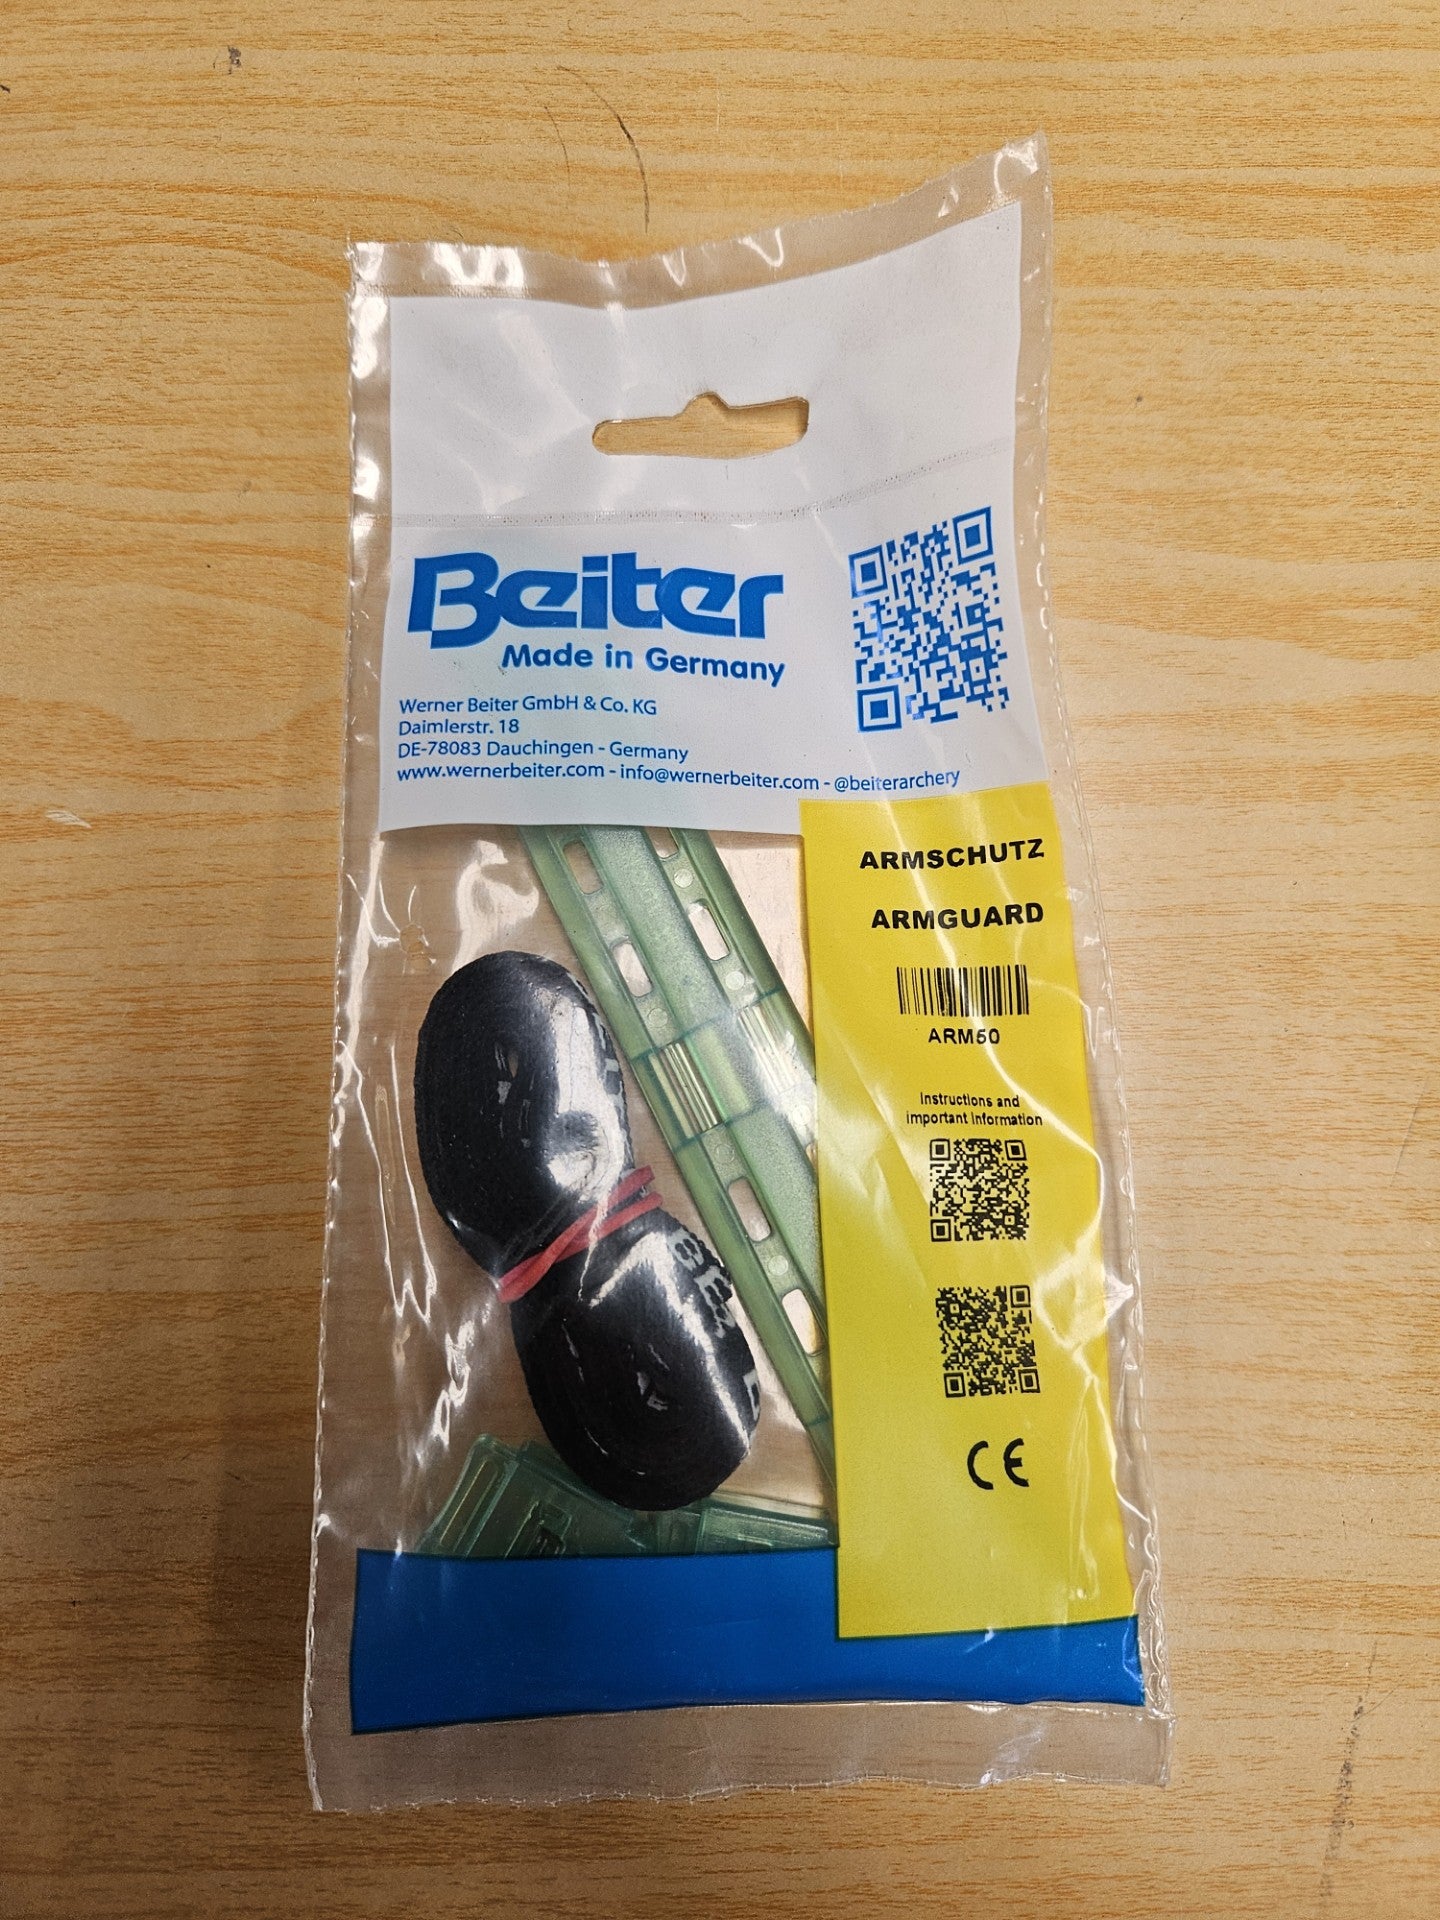 Beiter
Made in Germany
Werner Beiter GmbH & Co. KG
Daimlerstr. 18
DE-78083 Dauchingen - Germany
www.wernerbeiter.com - info@wernerbeiter.com - @beiterarchery
ARMSCHUTZ
ARMGUARD
ARM50
Instructions and
important information
CE